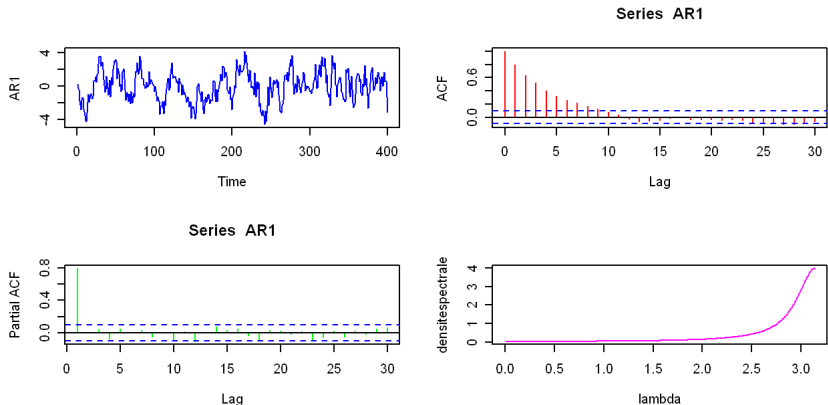 Series AR1
AR1
4
0
-4
0 100 200 300 400
Time
ACF
0.6
0.0
0 5 10 15 20 25 30
Lag
Series AR1
Partial ACF
0.8
0.4
0.0
0 5 10 15 20 25 30
Lag
densitespectrale
4
3
2
1
0
0.0 0.5 1.0 1.5 2.0 2.5 3.0
lambda